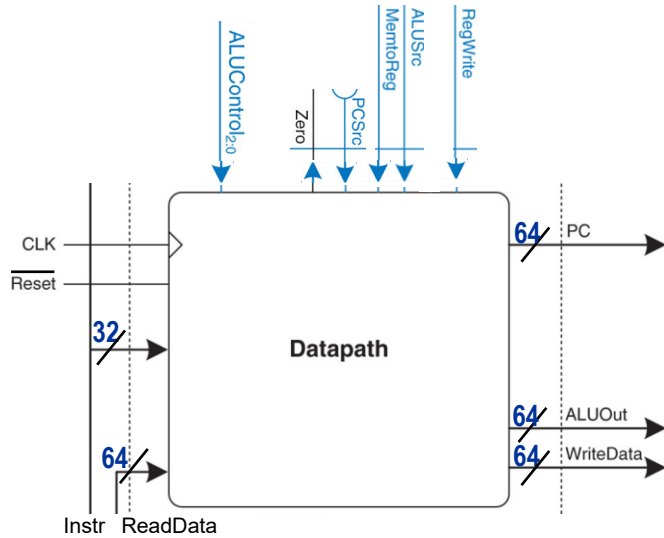 ALUControl2:0
Zero
PCSrc
MemtoReg
ALUSrc
RegWrite
CLK
Reset
32
64
Datapath
64 PC
64 ALUOut
64 WriteData
Instr ReadData